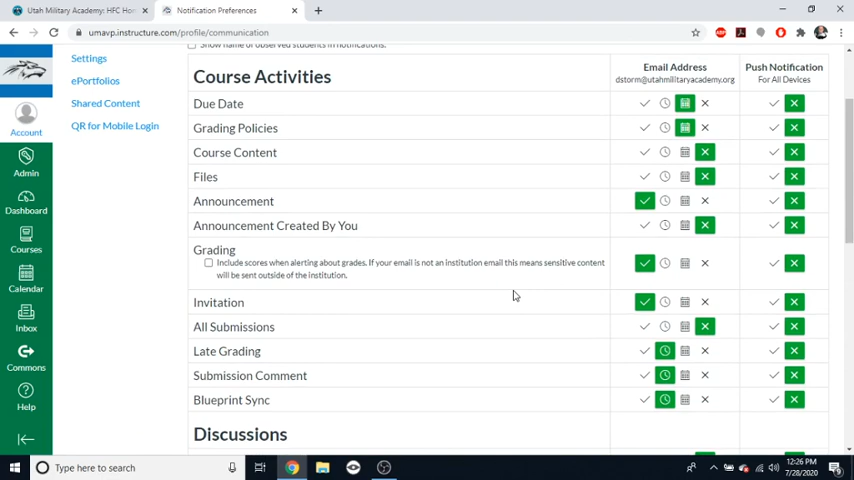 Utah Military Academy: HFC Hon
Notification Preferences
umavp.instructure.com/profile/communication
ABP
Account
Admin
Dashboard
Courses
Calendar
Inbox
Commons
Help
Settings
ePortfolios
Shared Content
QR for Mobile Login
Show name of observed students in notifications.
Course Activities
Email Address
dstorm@utahmilitaryacademy.org
Push Notification
For All Devices
Due Date
Grading Policies
Course Content
Files
Announcement
Announcement Created By You
Grading
Include scores when alerting about grades. If your email is not an institution email this means sensitive content
will be sent outside of the institution.
Invitation
All Submissions
Late Grading
Submission Comment
Blueprint Sync
Discussions
Type here to search
12:26 PM
7/28/2020